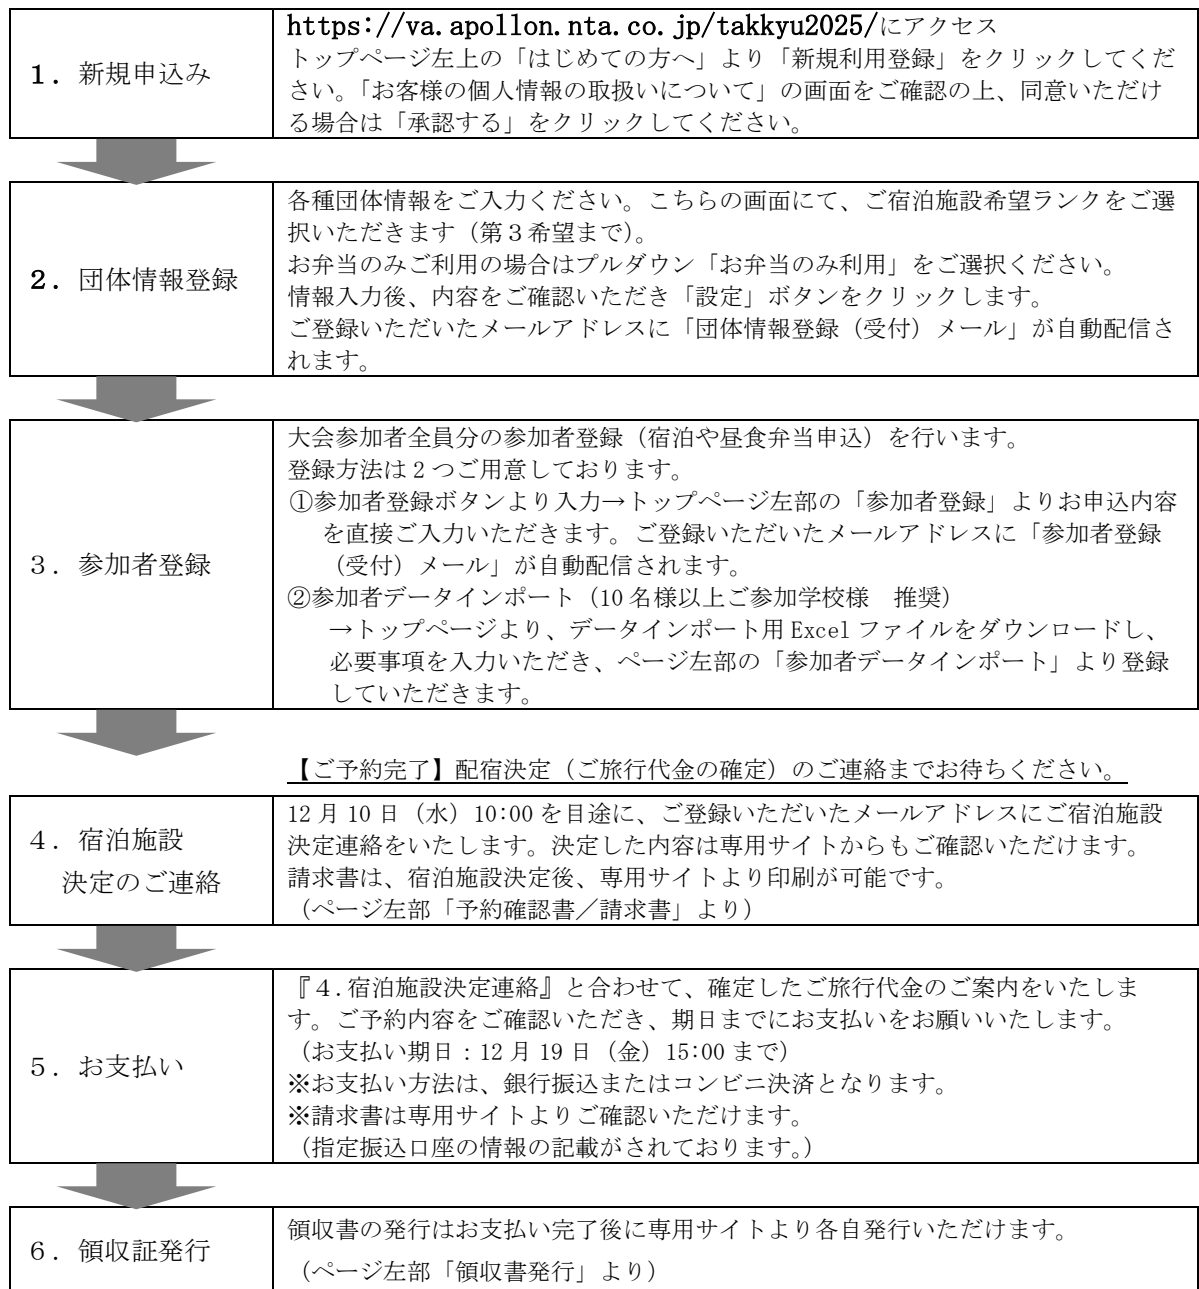 １．新規申込み
https://va.apollon.nta.co.jp/takkyu2025/にアクセス
トップページ左上の「はじめての方へ」より「新規利用登録」をクリックしてくだ
さい。「お客様の個人情報の取扱いについて」の画面をご確認の上、同意いただけ
る場合は「承認する」をクリックしてください。
２．団体情報登録
各種団体情報をご入力ください。こちらの画面にて、ご宿泊施設希望ランクをご選
択いただきます（第３希望まで）。
お弁当のみご利用の場合はプルダウン「お弁当のみ利用」をご選択ください。
情報入力後、内容をご確認いただき「設定」ボタンをクリックします。
ご登録いただいたメールアドレスに「団体情報登録（受付）メール」が自動配信さ
れます。
３．参加者登録
大会参加者全員分の参加者登録（宿泊や昼食弁当申込）を行います。
登録方法は２つご用意しております。
①参加者登録ボタンより入力→トップページ左部の「参加者登録」よりお申込内容
を直接ご入力いただきます。ご登録いただいたメールアドレスに「参加者登録
（受付）メール」が自動配信されます。
②参加者データインポート（10 名様以上ご参加学校様　推奨）
→トップページより、データインポート用 Excel ファイルをダウンロードし、
必要事項を入力いただき、ページ左部の「参加者データインポート」より登録
していただきます。
【ご予約完了】配宿決定（ご旅行代金の確定）のご連絡までお待ちください。
４．宿泊施設
決定のご連絡
12 月 10 日（水）10:00 を目途に、ご登録いただいたメールアドレスにご宿泊施設
決定連絡をいたします。決定した内容は専用サイトからもご確認いただけます。
請求書は、宿泊施設決定後、専用サイトより印刷が可能です。
（ページ左部「予約確認書／請求書」より）
５．お支払い
『４.宿泊施設決定連絡』と合わせて、確定したご旅行代金のご案内をいたしま
す。ご予約内容をご確認いただき、期日までにお支払いをお願いいたします。
（お支払い期日：12 月 19 日（金）15:00 まで）
※お支払い方法は、銀行振込またはコンビニ決済となります。
※請求書は専用サイトよりご確認いただけます。
（指定振込口座の情報の記載がされております。）
６．領収証発行
領収書の発行はお支払い完了後に専用サイトより各自発行いただけます。
（ページ左部「領収書発行」より）